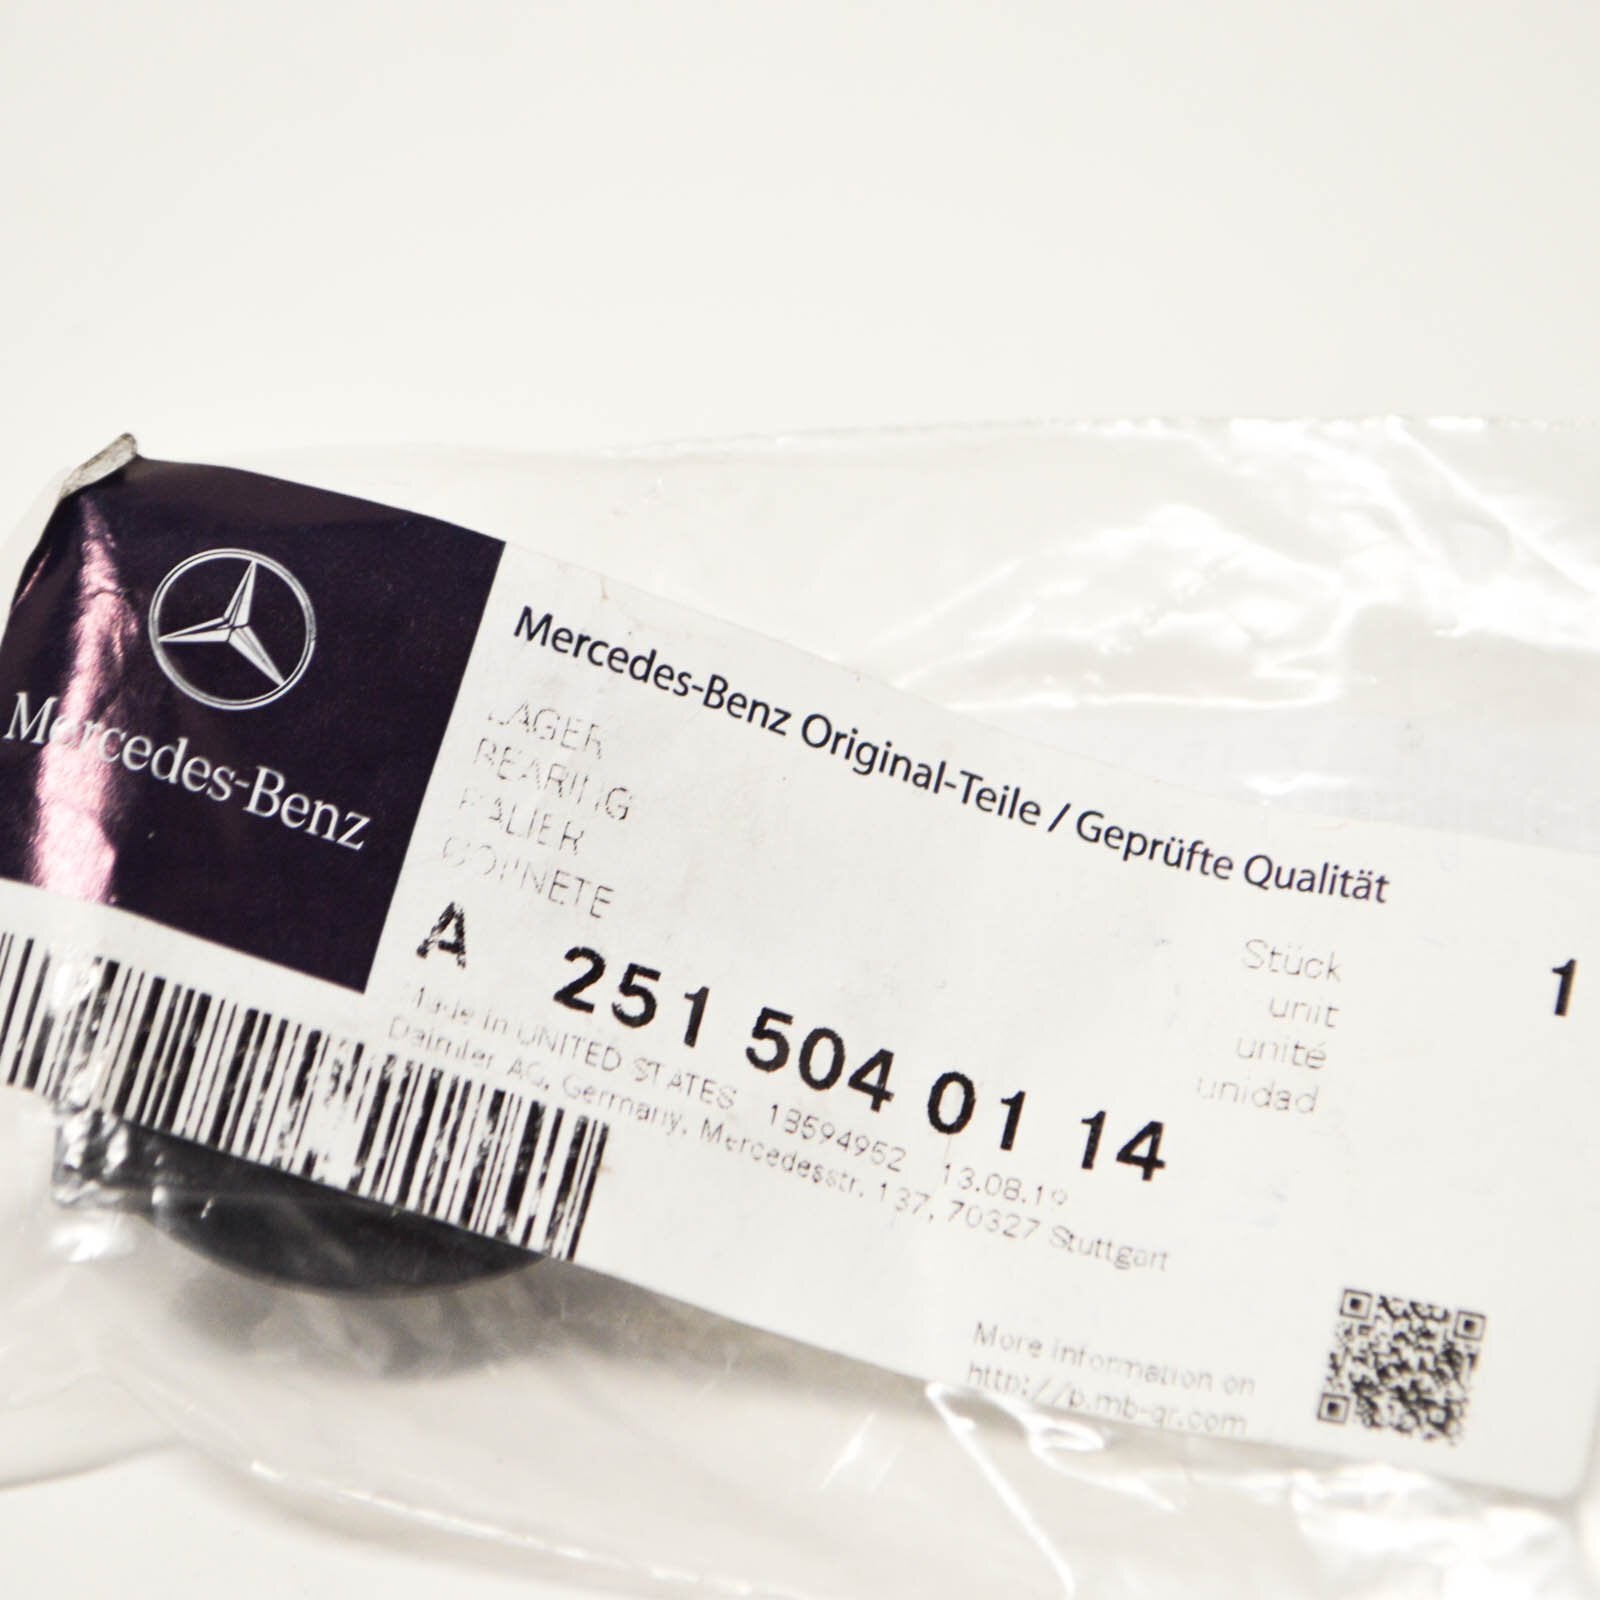 Mercedes-Benz
Mercedes-Benz Original-Teile / Geprüfte Qualität
LAGER
BEARING
PALIER
COJINETE
Stück 1
unit
unité
unidad
A 251 504 01 14
Made in UNITED STATES 18594952 13.08.19
Daimler AG, Germany, Mercedesstr. 137, 70327 Stuttgart
More information on
http://p.mb-qr.com